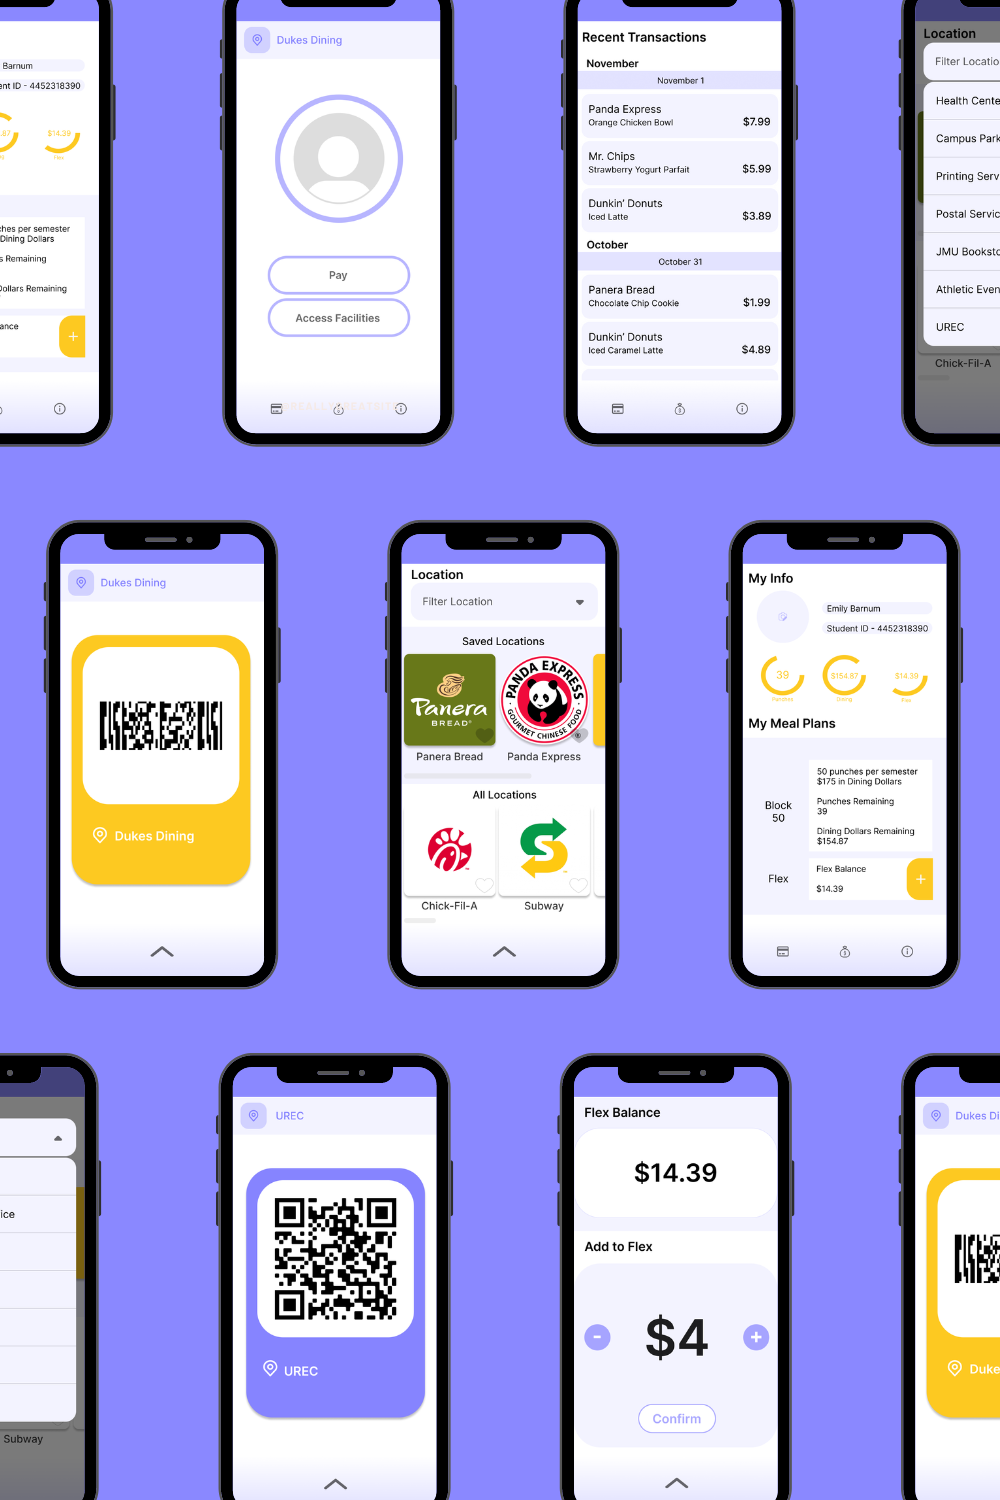 Barnum
ent ID - 4452318390
.87
$14.39
Flex
ches per semester
Dining Dollars
s Remaining
ollars Remaining
ance
+
Dukes Dining
Pay
Access Facilities
Recent Transactions
November
November 1
Panda Express
Orange Chicken Bowl
$7.99
Mr. Chips
Strawberry Yogurt Parfait
$5.99
Dunkin' Donuts
Iced Latte
$3.89
October
October 31
Panera Bread
Chocolate Chip Cookie
$1.99
Dunkin' Donuts
Iced Caramel Latte
$4.89
Location
Filter Locatio
Health Cente
Campus Park
Printing Serv
Postal Servic
JMU Booksto
Athletic Even
UREC
Chick-Fil-A
Dukes Dining
Dukes Dining
Location
Filter Location
Saved Locations
Panera
BREAD®
PANDA EXPRESS
GOURMET CHINESE FOOD
Panera Bread
Panda Express
All Locations
Chick-Fil-A
Subway
My Info
Emily Barnum
Student ID - 4452318390
39
Punches
$154.87
Dining
$14.39
Flex
My Meal Plans
Block
50
50 punches per semester
$175 in Dining Dollars
Punches Remaining
39
Dining Dollars Remaining
$154.87
Flex
Flex Balance
$14.39
+
ice
Subway
UREC
UREC
Flex Balance
$14.39
Add to Flex
-
$4
+
Confirm
Dukes Di
Duke